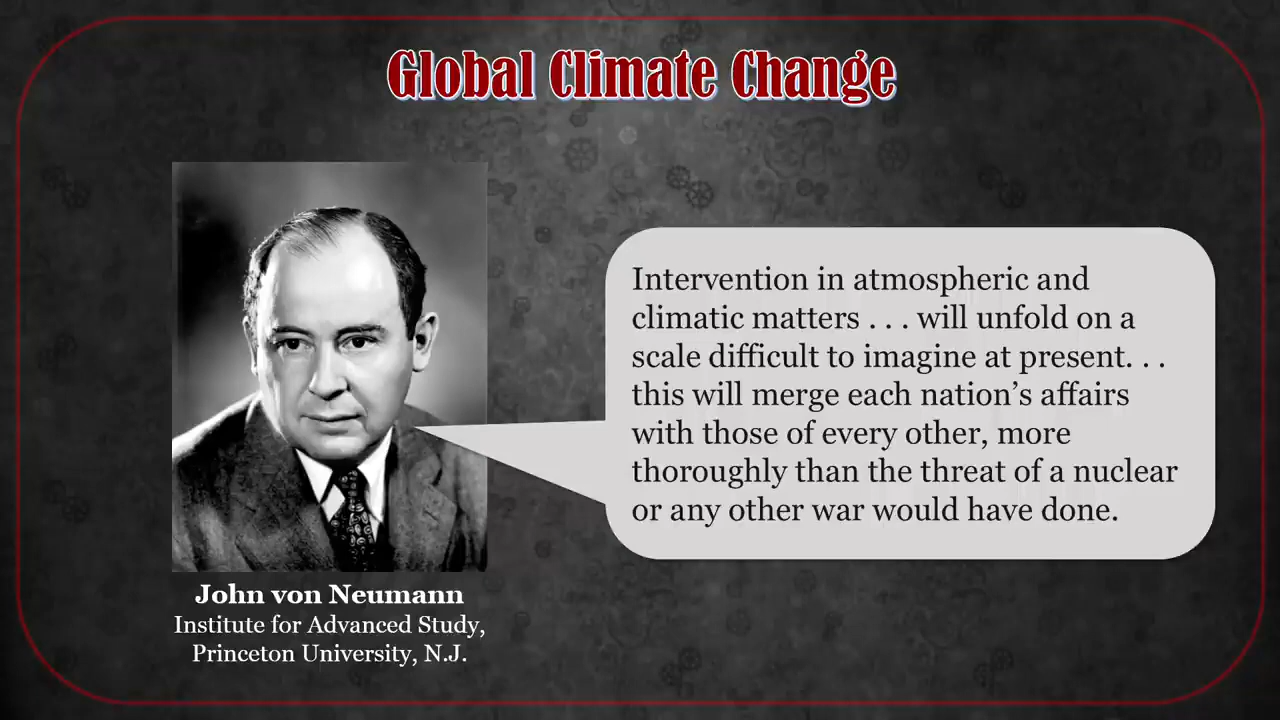 Global Climate Change
Intervention in atmospheric and
climatic matters . . . will unfold on a
scale difficult to imagine at present. . .
this will merge each nation’s affairs
with those of every other, more
thoroughly than the threat of a nuclear
or any other war would have done.
John von Neumann
Institute for Advanced Study,
Princeton University, N.J.